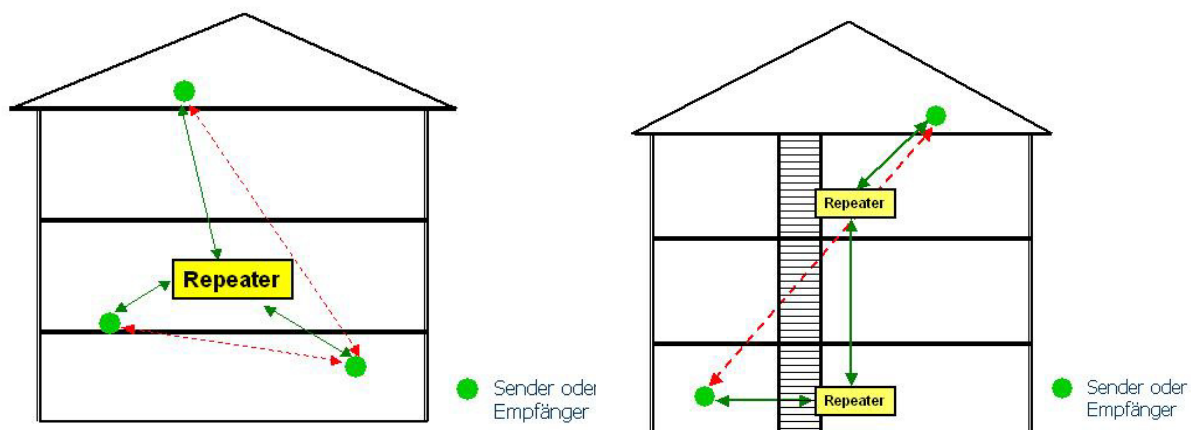 Repeater
Sender oder
Empfänger
Repeater
Repeater
Sender oder
Empfänger